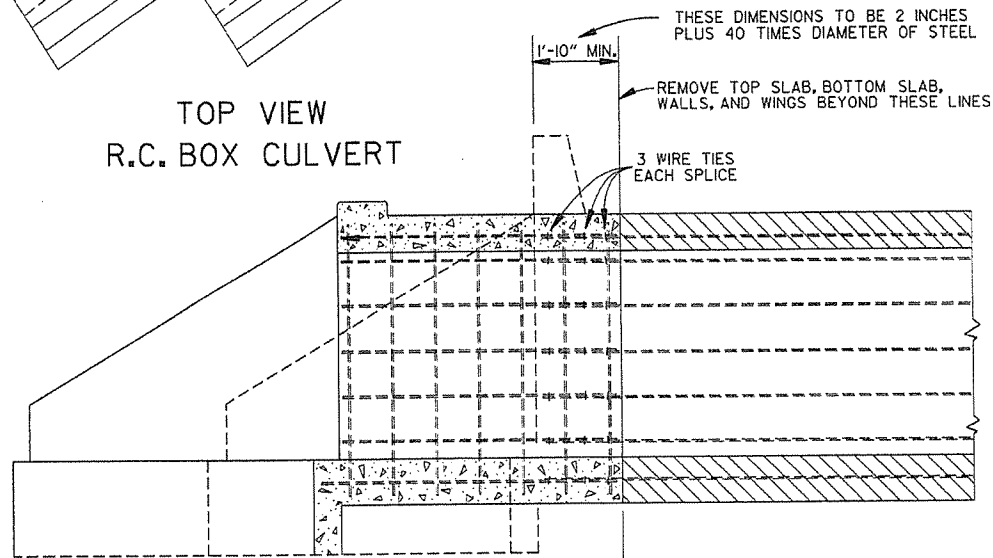 THESE DIMENSIONS TO BE 2 INCHES
PLUS 40 TIMES DIAMETER OF STEEL
1'-10" MIN.
REMOVE TOP SLAB, BOTTOM SLAB,
WALLS, AND WINGS BEYOND THESE LINES
TOP VIEW
R.C. BOX CULVERT
3 WIRE TIES
EACH SPLICE